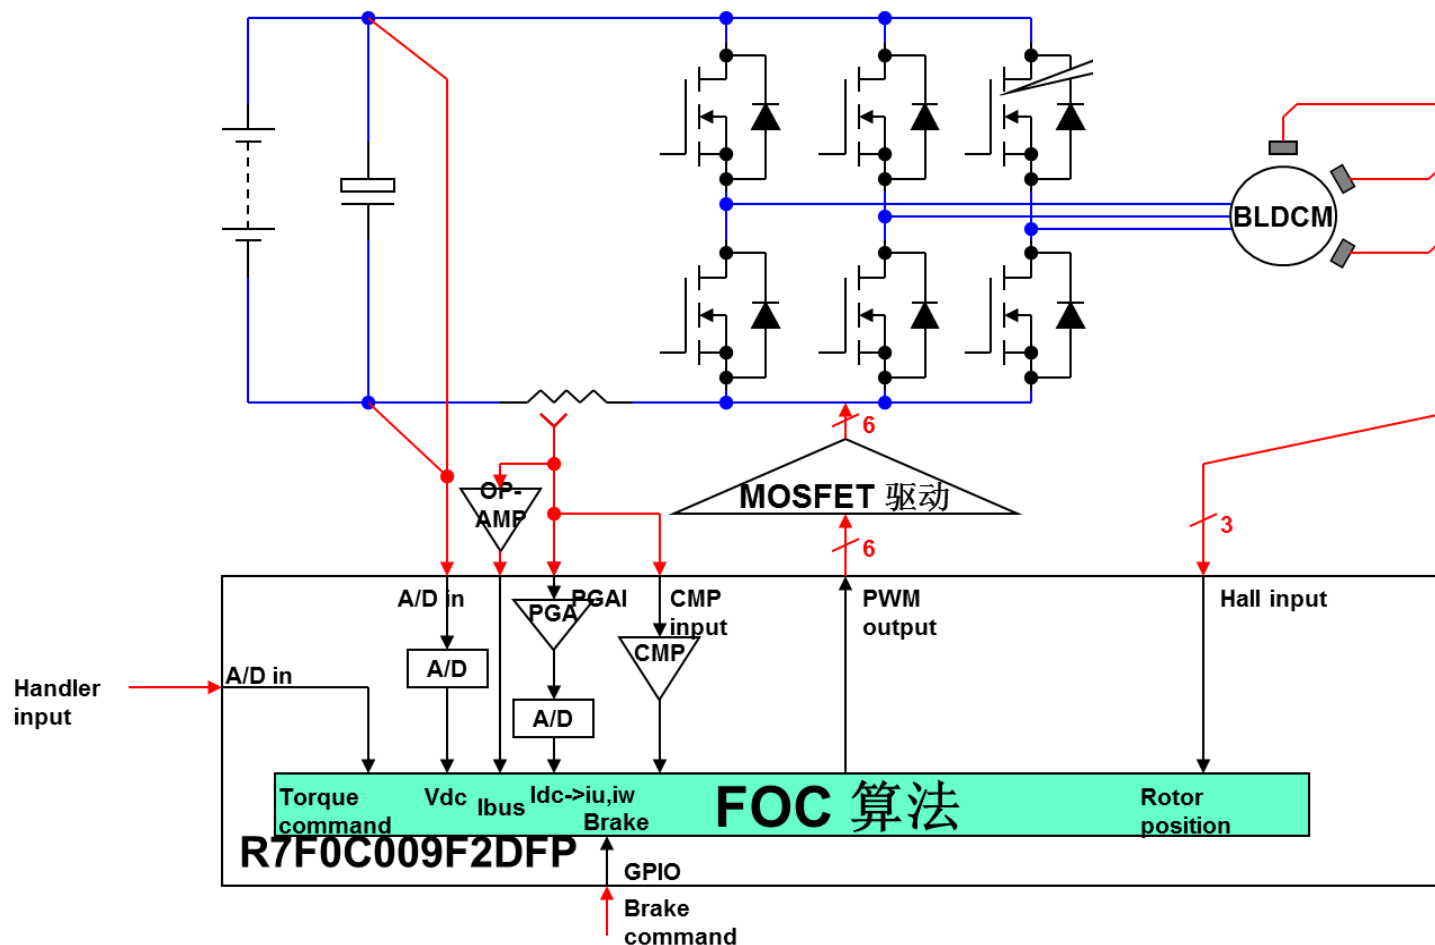 BLDCM
6
OP-
AMP
MOSFET 驱动
6
3
A/D in
PGAI
CMP
input
PWM
output
Hall input
PGA
CMP
A/D
A/D in
Handler
input
A/D
Torque
command
Vdc
Ibus
Idc->iu,iw
Brake
FOC 算法
Rotor
position
R7F0C009F2DFP
GPIO
Brake
command